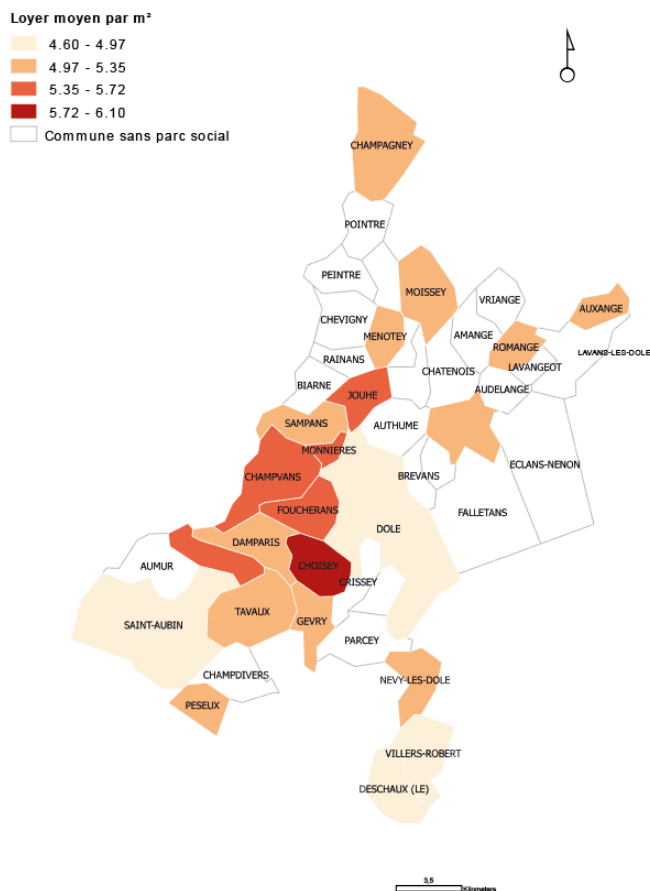 Loyer moyen par m²
4.60 - 4.97
4.97 - 5.35
5.35 - 5.72
5.72 - 6.10
Commune sans parc social
CHAMPAGNEY
POINTRE
PEINTRE
MOISSEY
VRIANGE
AUXANGE
CHEVIGNY
MENOTEY
AMANGE
ROMANGE
LAVANS-LES-DOLE
RAINANS
LAVANGEOT
CHATENOIS
BIARNE
JOUHE
AUDELANGE
SAMPANS
AUTHUME
MONNIERES
ECLANS-NENON
CHAMPVANS
BREVANS
FOUCHERANS
FALLETANS
DOLE
DAMPARIS
AUMUR
CHOISEY
CRISSEY
TAVAUX
SAINT-AUBIN
GEVRY
PARCEY
CHAMPDIVERS
NEVY-LES-DOLE
PESEUX
VILLERS-ROBERT
DESCHAUX (LE)
3,5
Kilometers